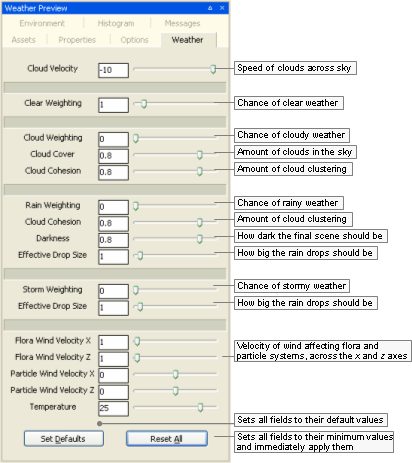 Weather Preview
Environment Histogram Messages
Assets Properties Options Weather
Cloud Velocity -10 Speed of clouds across sky
Clear Weighting 1 Chance of clear weather
Cloud Weighting 0 Chance of cloudy weather
Cloud Cover 0.8 Amount of clouds in the sky
Cloud Cohesion 0.8 Amount of cloud clustering
Rain Weighting 0 Chance of rainy weather
Cloud Cohesion 0.8 Amount of cloud clustering
Darkness 0.8 How dark the final scene should be
Effective Drop Size 1 How big the rain drops should be
Storm Weighting 0 Chance of stormy weather
Effective Drop Size 1 How big the rain drops should be
Flora Wind Velocity X 1 Velocity of wind affecting flora and
Flora Wind Velocity Z 1 particle systems, across the x and z axes
Particle Wind Velocity X 0
Particle Wind Velocity Z 0
Temperature 25
Sets all fields to their default values
Set Defaults Reset All Sets all fields to their minimum values
and immediately apply them